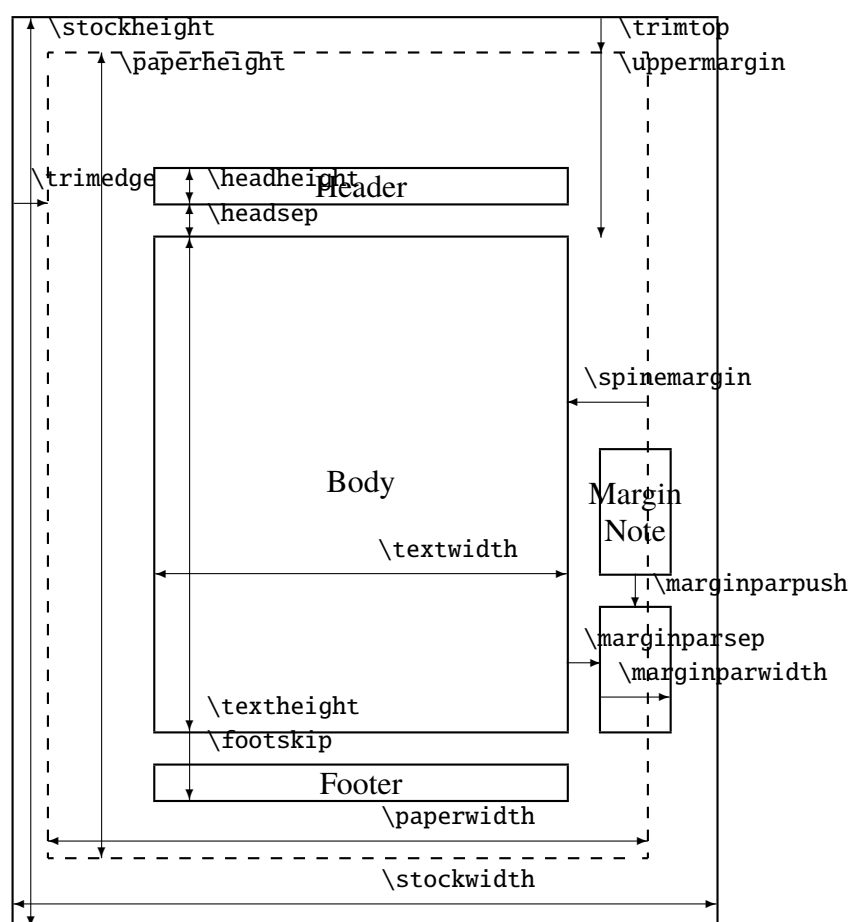 \stockheight
\trimtop
\paperheight
\uppermargin
\trimedge
\headheight
Header
\headsep
\spinemargin
Body
Margin
Note
\textwidth
\marginparpush
\marginparsep
\marginparwidth
\textheight
\footskip
Footer
\paperwidth
\stockwidth